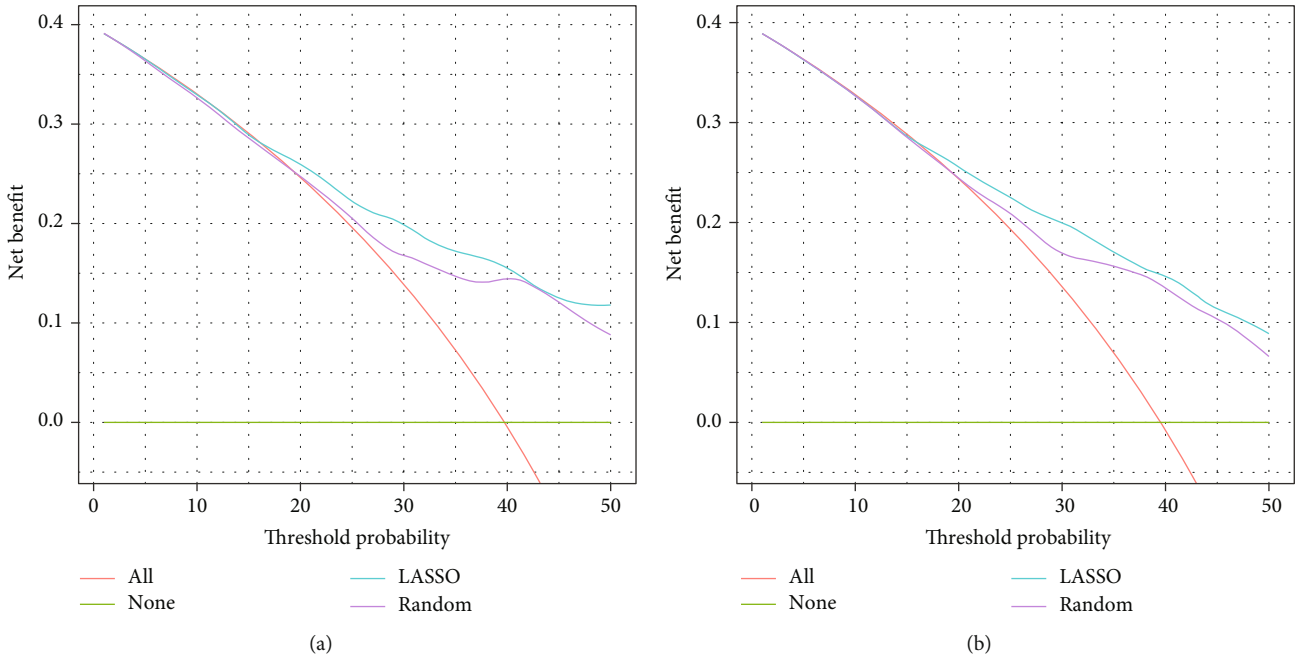 0.4
0.3
0.2
0.1
0.0
Net benefit
0 10 20 30 40 50
Threshold probability
All LASSO
None Random
(a)
0.4
0.3
0.2
0.1
0.0
Net benefit
0 10 20 30 40 50
Threshold probability
All LASSO
None Random
(b)